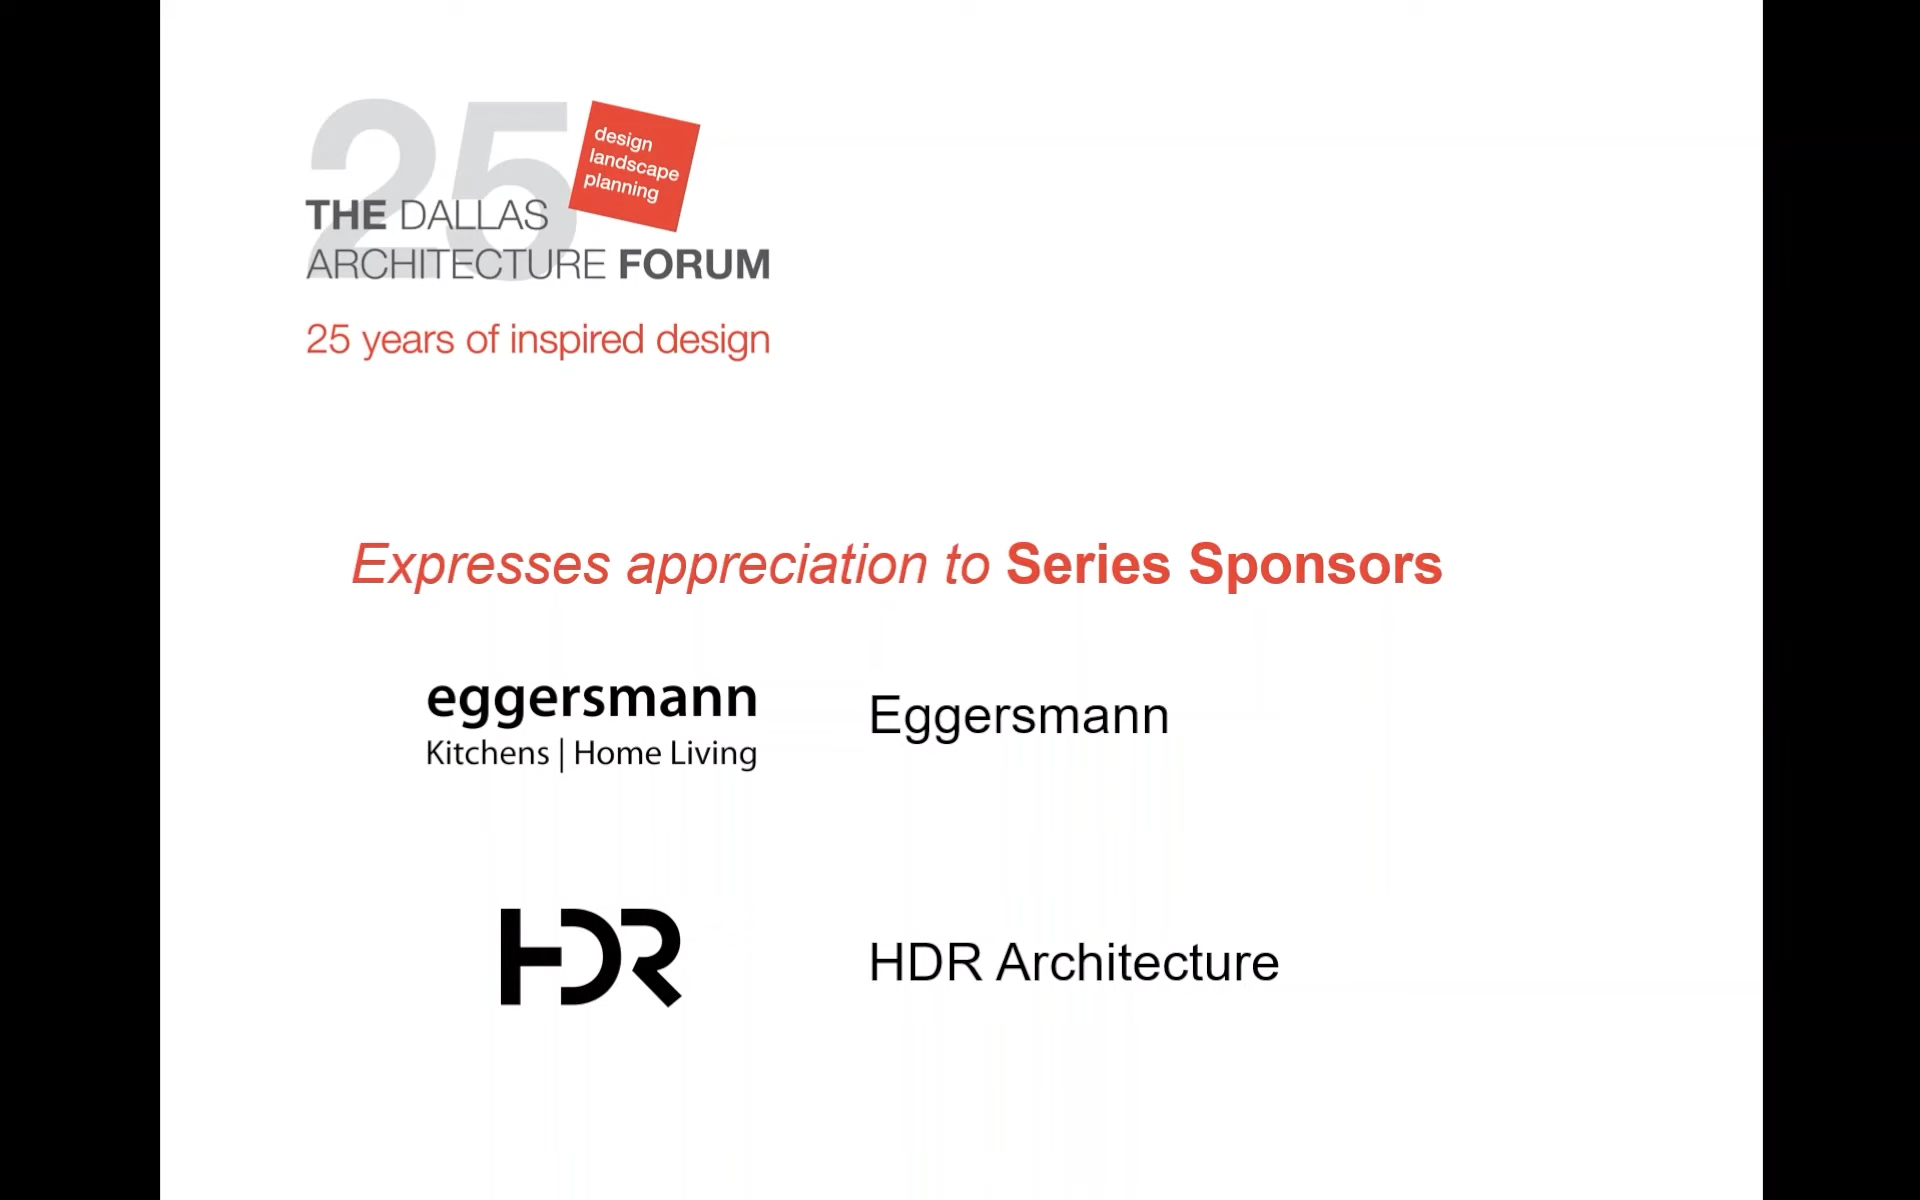 25
design
landscape
planning
THE DALLAS
ARCHITECTURE FORUM
25 years of inspired design
Expresses appreciation to Series Sponsors
eggersmann
Kitchens | Home Living
Eggersmann
HDR
HDR Architecture